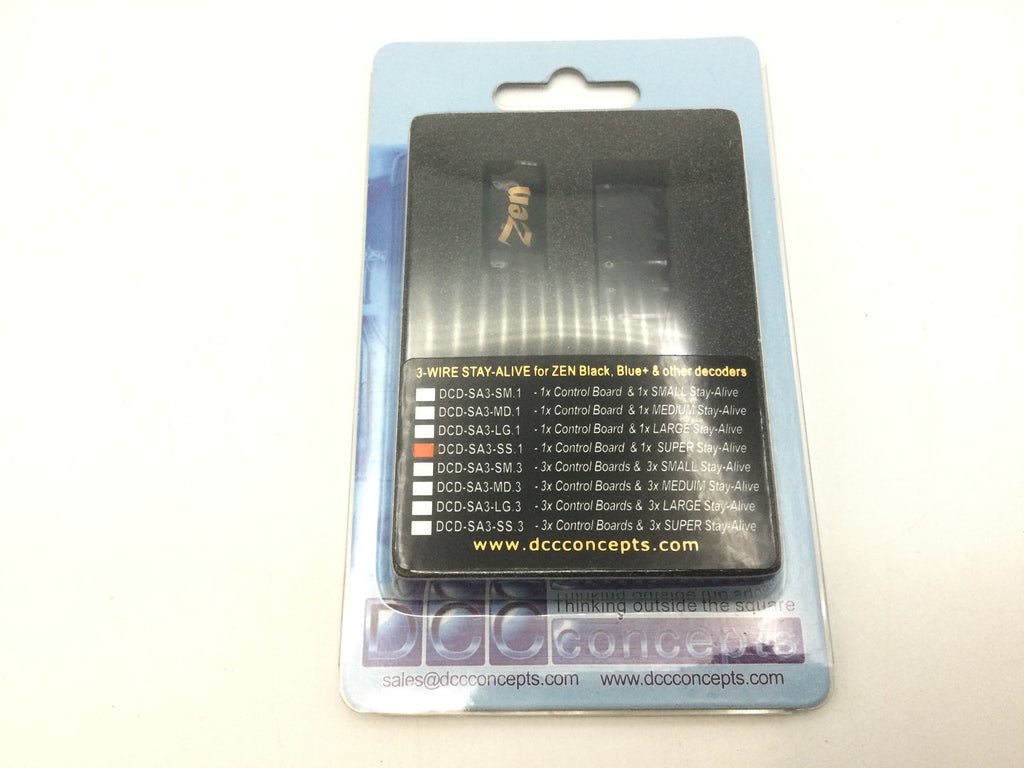 Zen
3-WIRE STAY-ALIVE for ZEN Black, Blue+ & other decoders
DCD-SA3-SM.1 - 1x Control Board & 1x SMALL Stay-Alive
DCD-SA3-MD.1 - 1x Control Board & 1x MEDIUM Stay-Alive
DCD-SA3-LG.1 - 1x Control Board & 1x LARGE Stay-Alive
DCD-SA3-SS.1 - 1x Control Board & 1x SUPER Stay-Alive
DCD-SA3-SM.3 - 3x Control Boards & 3x SMALL Stay-Alive
DCD-SA3-MD.3 - 3x Control Boards & 3x MEDUIM Stay-Alive
DCD-SA3-LG.3 - 3x Control Boards & 3x LARGE Stay-Alive
DCD-SA3-SS.3 - 3x Control Boards & 3x SUPER Stay-Alive
www.dccconcepts.com
Thinking outside the square
DCC concepts
sales@dccconcepts.com www.dccconcepts.com